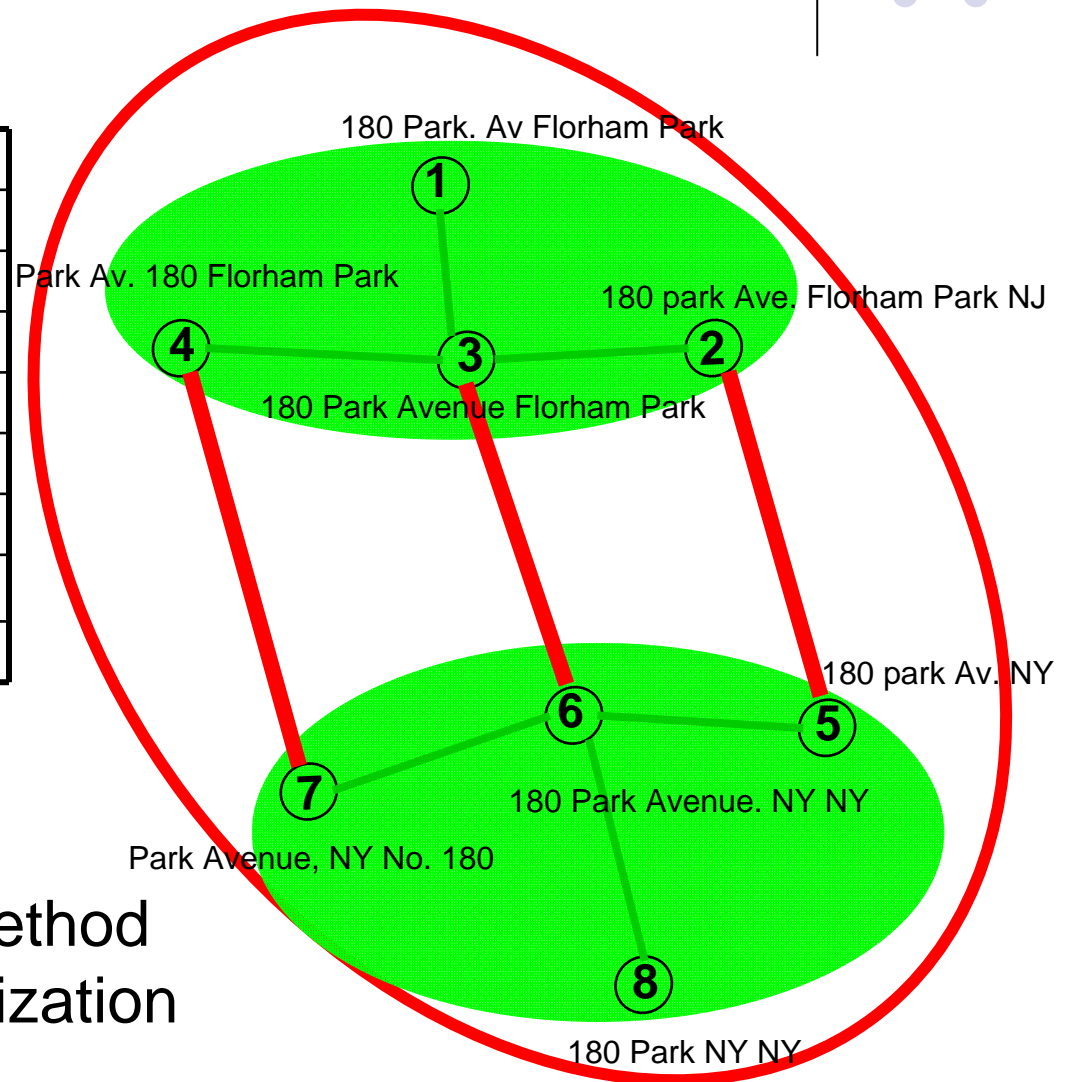 180 Park. Av Florham Park
1
Park Av. 180 Florham Park
180 park Ave. Florham Park NJ
4
3
2
180 Park Avenue Florham Park
180 park Av. NY
6
5
7
180 Park Avenue. NY NY
Park Avenue, NY No. 180
ethod
8
ization
180 Park NY NY